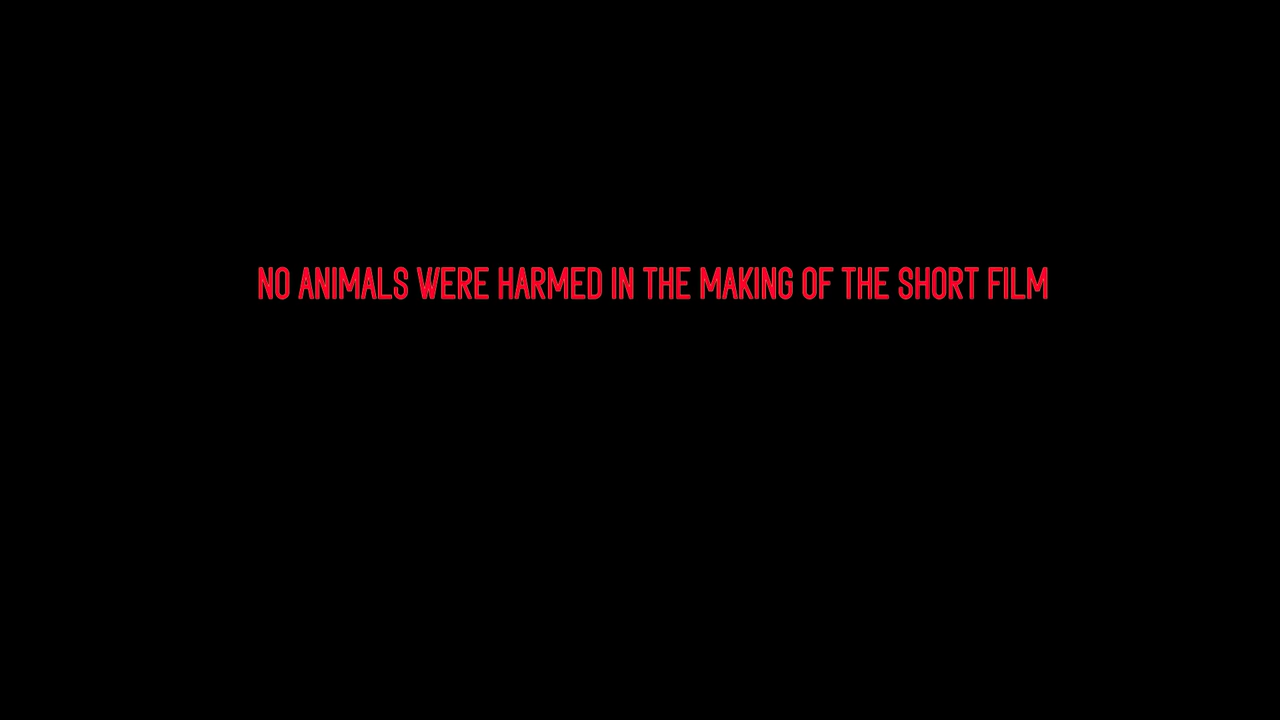 NO ANIMALS WERE HARMED IN THE MAKING OF THE SHORT FILM